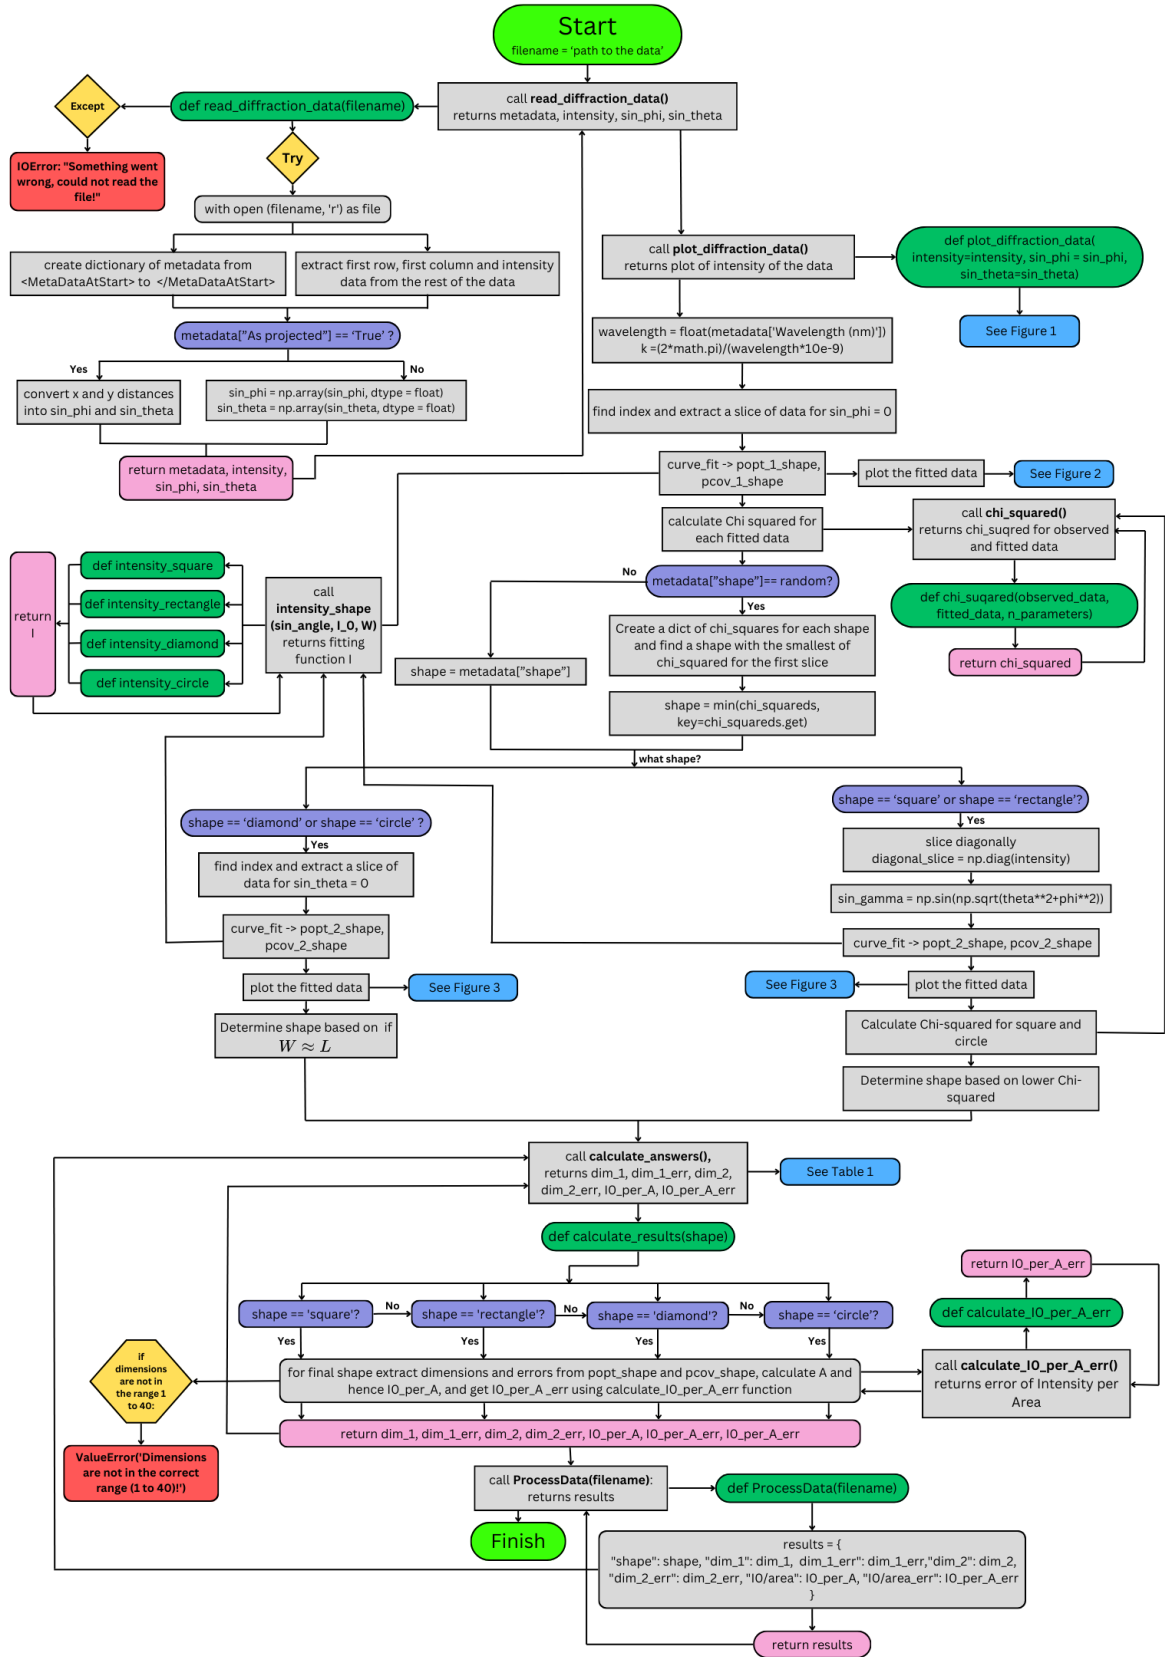 Start
filename = 'path to the data'
call read_diffraction_data()
returns metadata, intensity, sin_phi, sin_theta
def read_diffraction_data(filename)
Except
IOError: "Something went
wrong, could not read the
file!"
Try
with open (filename, 'r') as file
create dictionary of metadata from
<MetaDataAtStart> to </MetaDataAtStart>
extract first row, first column and intensity
data from the rest of the data
metadata["As projected"] == 'True' ?
Yes
No
convert x and y distances
into sin_phi and sin_theta
sin_phi = np.array(sin_phi, dtype = float)
sin_theta = np.array(sin_theta, dtype = float)
return metadata, intensity,
sin_phi, sin_theta
call plot_diffraction_data()
returns plot of intensity of the data
def plot_diffraction_data(
intensity=intensity, sin_phi = sin_phi,
sin_theta=sin_theta)
See Figure 1
wavelength = float(metadata['Wavelength (nm)'])
k =(2*math.pi)/(wavelength*10e-9)
find index and extract a slice of data for sin_phi = 0
curve_fit -> popt_1_shape,
pcov_1_shape
plot the fitted data
See Figure 2
calculate Chi squared for
each fitted data
call chi_squared()
returns chi_suqred for observed
and fitted data
def chi_suqared(observed_data,
fitted_data, n_parameters)
return chi_squared
metadata["shape"]== random?
No
Yes
Create a dict of chi_squares for each shape
and find a shape with the smallest of
chi_squared for the first slice
shape = metadata["shape"]
shape = min(chi_squareds,
key=chi_squareds.get)
return
I
def intensity_square
def intensity_rectangle
def intensity_diamond
def intensity_circle
call
intensity_shape
(sin_angle, I_0, W)
returns fitting
function I
what shape?
shape == 'diamond' or shape == 'circle' ?
Yes
find index and extract a slice of
data for sin_theta = 0
curve_fit -> popt_2_shape,
pcov_2_shape
plot the fitted data
See Figure 3
Determine shape based on if
W ≈ L
shape == 'square' or shape == 'rectangle'?
Yes
slice diagonally
diagonal_slice = np.diag(intensity)
sin_gamma = np.sin(np.sqrt(theta**2+phi**2))
curve_fit -> popt_2_shape, pcov_2_shape
plot the fitted data
See Figure 3
Calculate Chi-squared for square and
circle
Determine shape based on lower Chi-
squared
call calculate_answers(),
returns dim_1, dim_1_err, dim_2,
dim_2_err, I0_per_A, I0_per_A_err
See Table 1
def calculate_results(shape)
shape == 'square'?
No
shape == 'rectangle'?
No
shape == 'diamond'?
No
shape == 'circle'?
Yes
Yes
Yes
Yes
return I0_per_A_err
def calculate_I0_per_A_err
call calculate_I0_per_A_err()
returns error of Intensity per
Area
for final shape extract dimensions and errors from popt_shape and pcov_shape, calculate A and
hence I0_per_A, and get I0_per_A _err using calculate_I0_per_A_err function
if
dimensions
are not in
the range 1
to 40:
ValueError('Dimensions
are not in the correct
range (1 to 40)!')
return dim_1, dim_1_err, dim_2, dim_2_err, I0_per_A, I0_per_A_err, I0_per_A_err
call ProcessData(filename):
returns results
def ProcessData(filename)
Finish
results = {
"shape": shape, "dim_1": dim_1, dim_1_err": dim_1_err,"dim_2": dim_2,
"dim_2_err": dim_2_err, "I0/area": I0_per_A, "I0/area_err": I0_per_A_err
}
return results